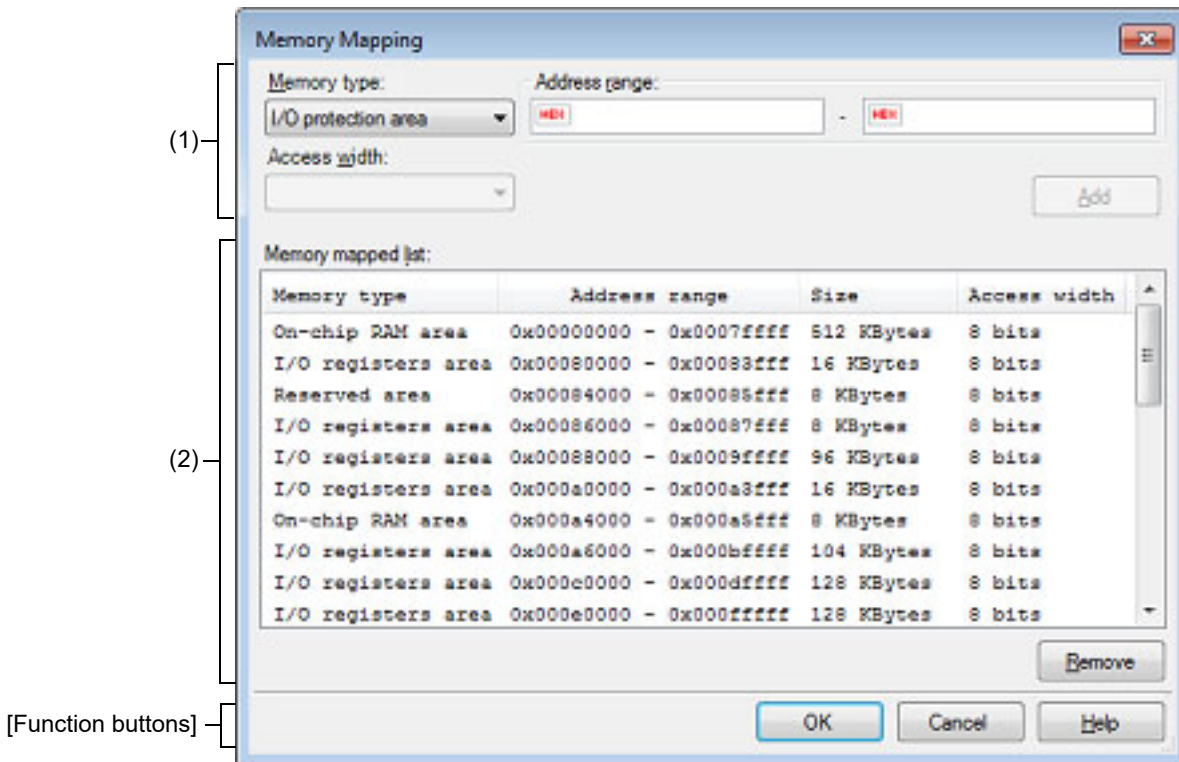 Memory Mapping
Memory type:
Address range:
I/O protection area
HEX
-
HEX
(1)
Access width:
Add
Memory mapped list:
Memory type Address range Size Access width
On-chip RAM area 0x00000000 - 0x0007ffff 512 KBytes 8 bits
I/O registers area 0x00080000 - 0x00083fff 16 KBytes 8 bits
Reserved area 0x00084000 - 0x00085fff 8 KBytes 8 bits
I/O registers area 0x00086000 - 0x00087fff 8 KBytes 8 bits
(2)
I/O registers area 0x00088000 - 0x0009ffff 96 KBytes 8 bits
I/O registers area 0x000a0000 - 0x000a3fff 16 KBytes 8 bits
On-chip RAM area 0x000a4000 - 0x000a5fff 8 KBytes 8 bits
I/O registers area 0x000a6000 - 0x000bffff 104 KBytes 8 bits
I/O registers area 0x000c0000 - 0x000dffff 128 KBytes 8 bits
I/O registers area 0x000e0000 - 0x000fffff 128 KBytes 8 bits
Remove
[Function buttons]
OK Cancel Help